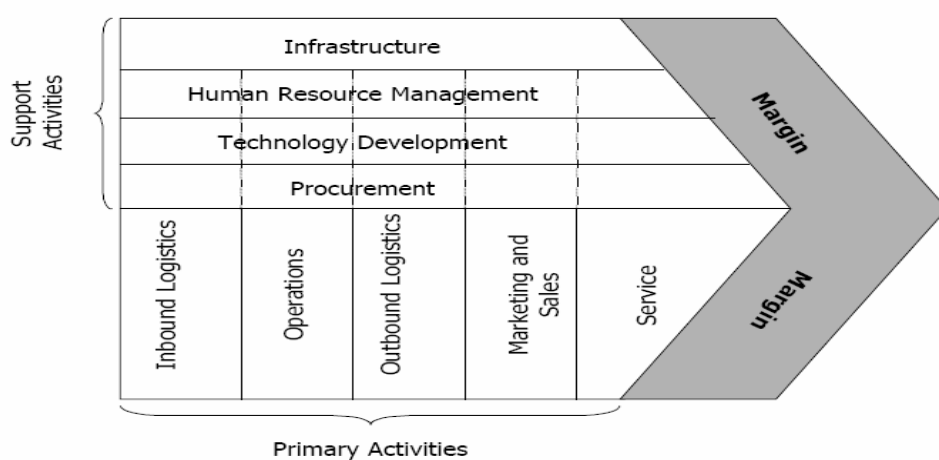 Support
Activities
Infrastructure
Human Resource Management
Technology Development
Procurement
Margin
Inbound Logistics
Operations
Outbound Logistics
Marketing and
Sales
Service
Margin
Primary Activities